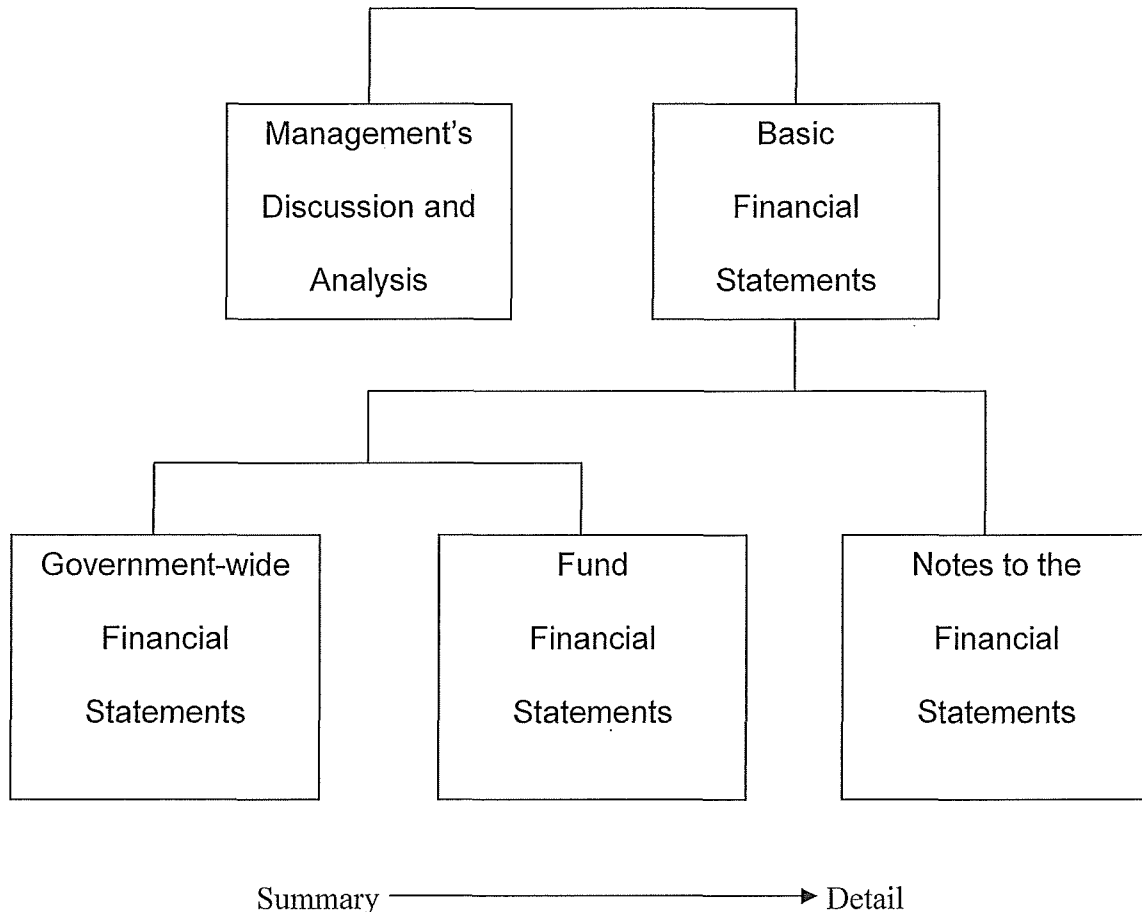 Management's
Discussion and
Analysis
Basic
Financial
Statements
Government-wide
Financial
Statements
Fund
Financial
Statements
Notes to the
Financial
Statements
Summary
Detail